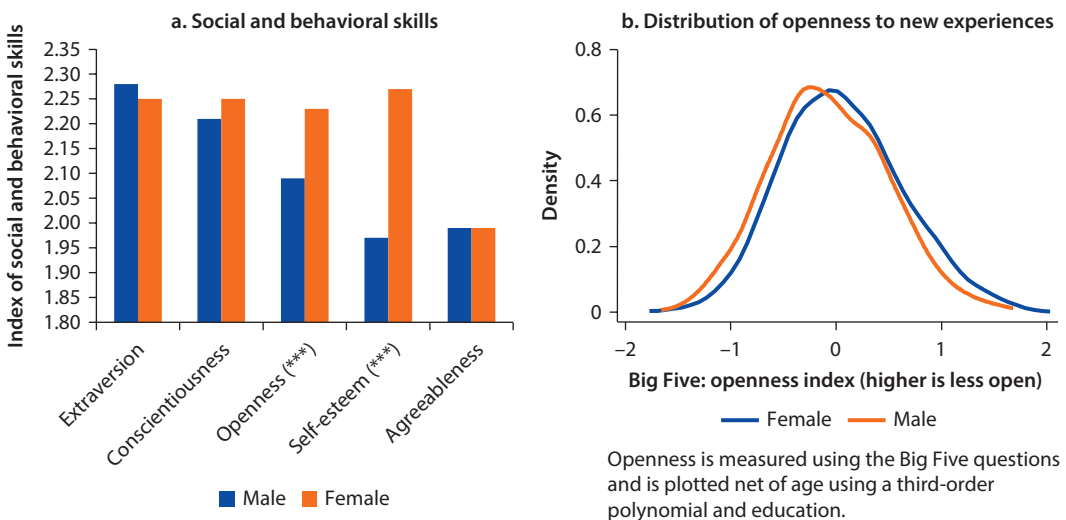 a. Social and behavioral skills
Index of social and behavioral skills
2.35
2.30
2.25
2.20
2.15
2.10
2.05
2.00
1.95
1.90
1.85
1.80
Extraversion
Conscientiousness
Openness (***)
Self-esteem (***)
Agreeableness
Male Female
b. Distribution of openness to new experiences
Density
0.8
0.6
0.4
0.2
0
−2 −1 0 1 2
Big Five: openness index (higher is less open)
Female Male
Openness is measured using the Big Five questions
and is plotted net of age using a third-order
polynomial and education.